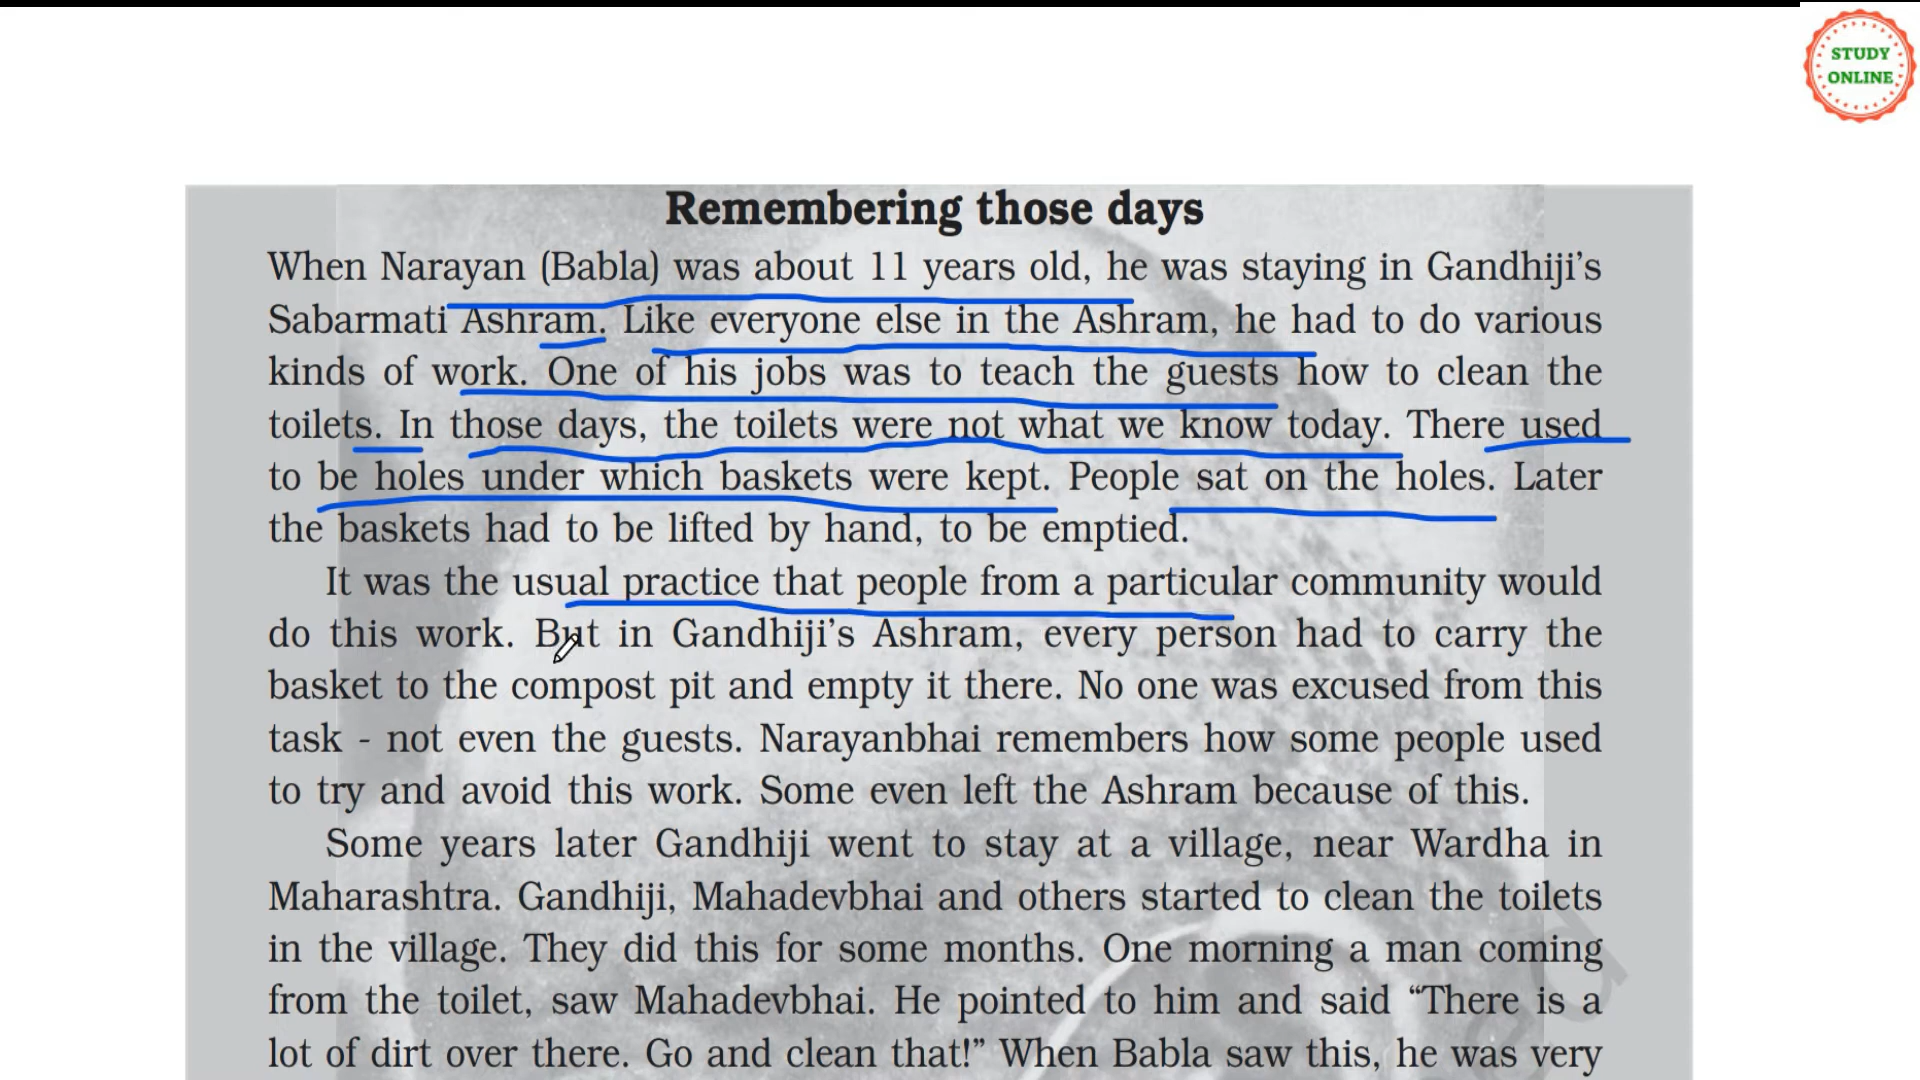 STUDY
ONLINE
Remembering those days
When Narayan (Babla) was about 11 years old, he was staying in Gandhiji’s
Sabarmati Ashram. Like everyone else in the Ashram, he had to do various
kinds of work. One of his jobs was to teach the guests how to clean the
toilets. In those days, the toilets were not what we know today. There used
to be holes under which baskets were kept. People sat on the holes. Later
the baskets had to be lifted by hand, to be emptied.
It was the usual practice that people from a particular community would
do this work. But in Gandhiji’s Ashram, every person had to carry the
basket to the compost pit and empty it there. No one was excused from this
task - not even the guests. Narayanbhai remembers how some people used
to try and avoid this work. Some even left the Ashram because of this.
Some years later Gandhiji went to stay at a village, near Wardha in
Maharashtra. Gandhiji, Mahadevbhai and others started to clean the toilets
in the village. They did this for some months. One morning a man coming
from the toilet, saw Mahadevbhai. He pointed to him and said “There is a
lot of dirt over there. Go and clean that!” When Babla saw this, he was very